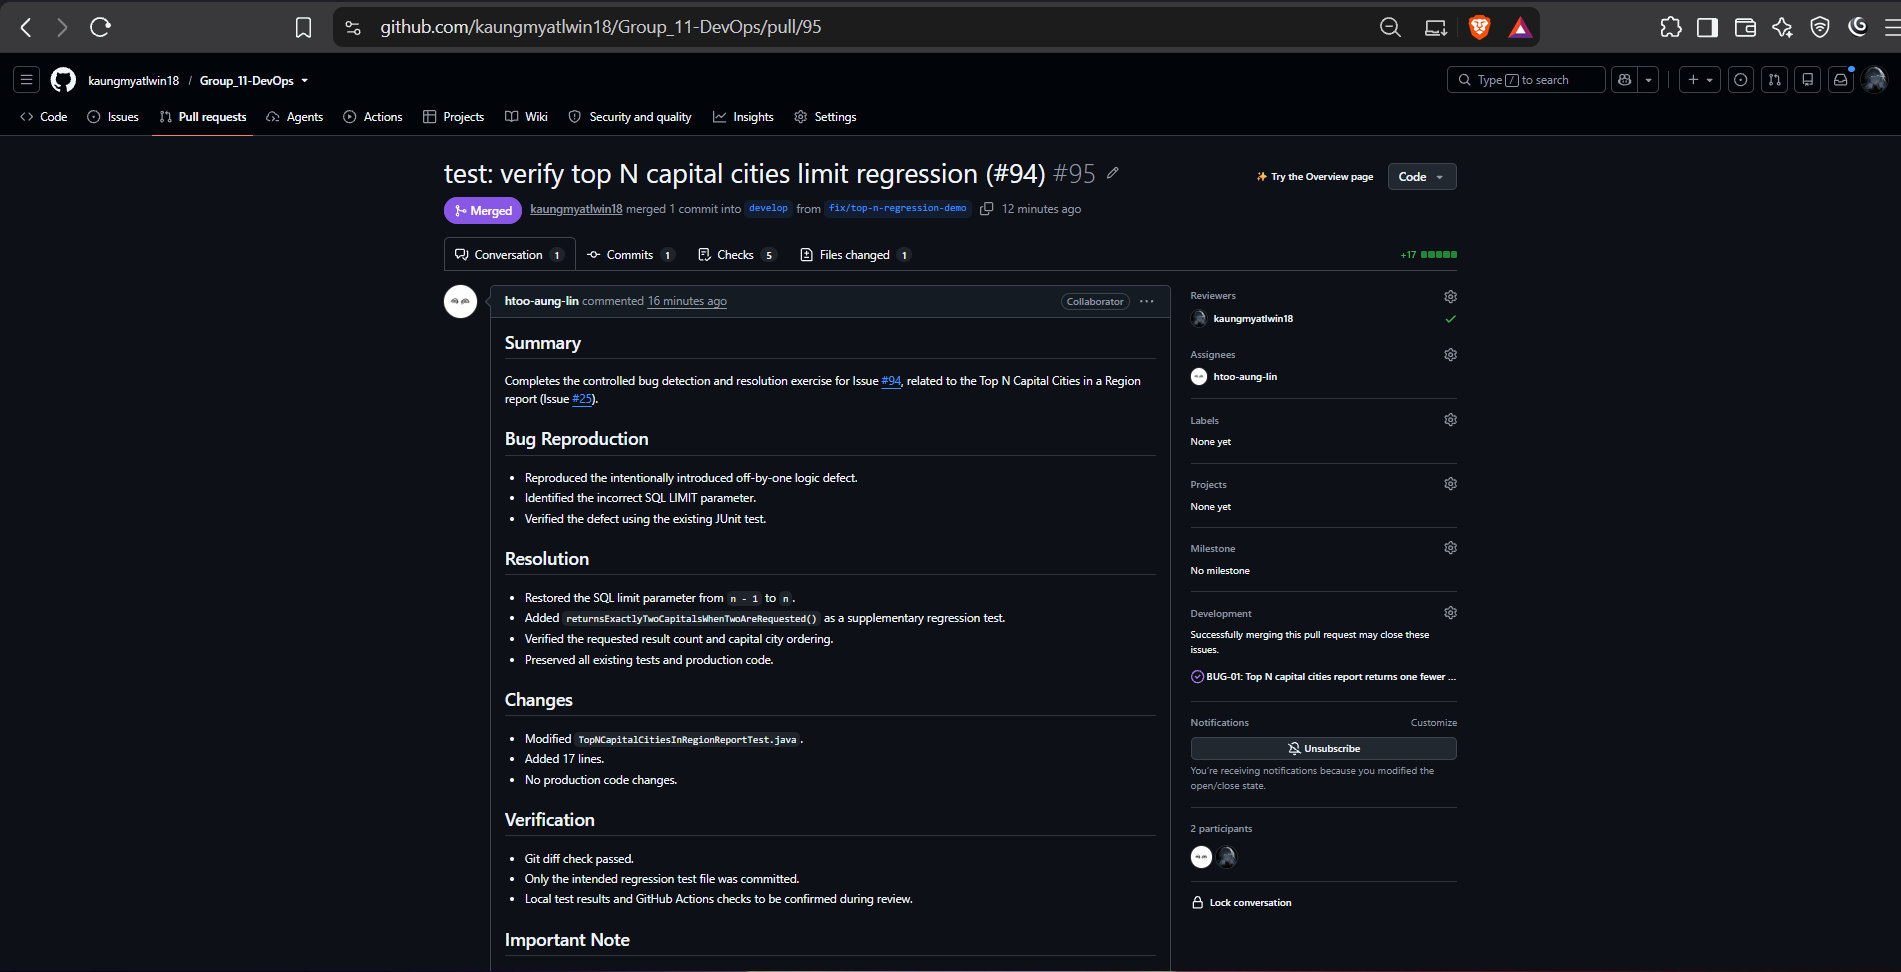 github.com/kaungmyatlwin18/Group_11-DevOps/pull/95
kaungmyatlwin18 / Group_11-DevOps
Type / to search
Code
Issues
Pull requests
Agents
Actions
Projects
Wiki
Security and quality
Insights
Settings
test: verify top N capital cities limit regression (#94) #95
Try the Overview page
Code
Merged
kaungmyatlwin18 merged 1 commit into develop from fix/top-n-regression-demo 12 minutes ago
Conversation 1
Commits 1
Checks 5
Files changed 1
+17
htoo-aung-lin commented 16 minutes ago
Collaborator
Summary
Completes the controlled bug detection and resolution exercise for Issue #94, related to the Top N Capital Cities in a Region
report (Issue #25).
Bug Reproduction
Reproduced the intentionally introduced off-by-one logic defect.
Identified the incorrect SQL LIMIT parameter.
Verified the defect using the existing JUnit test.
Resolution
Restored the SQL limit parameter from n - 1 to n.
Added returnsExactlyTwoCapitalsWhenTwoAreRequested() as a supplementary regression test.
Verified the requested result count and capital city ordering.
Preserved all existing tests and production code.
Changes
Modified TopNCapitalCitiesInRegionReportTest.java.
Added 17 lines.
No production code changes.
Verification
Git diff check passed.
Only the intended regression test file was committed.
Local test results and GitHub Actions checks to be confirmed during review.
Important Note
Reviewers
kaungmyatlwin18
Assignees
htoo-aung-lin
Labels
None yet
Projects
None yet
Milestone
No milestone
Development
Successfully merging this pull request may close these
issues.
BUG-01: Top N capital cities report returns one fewer ...
Notifications
Customize
Unsubscribe
You're receiving notifications because you modified the
open/close state.
2 participants
Lock conversation